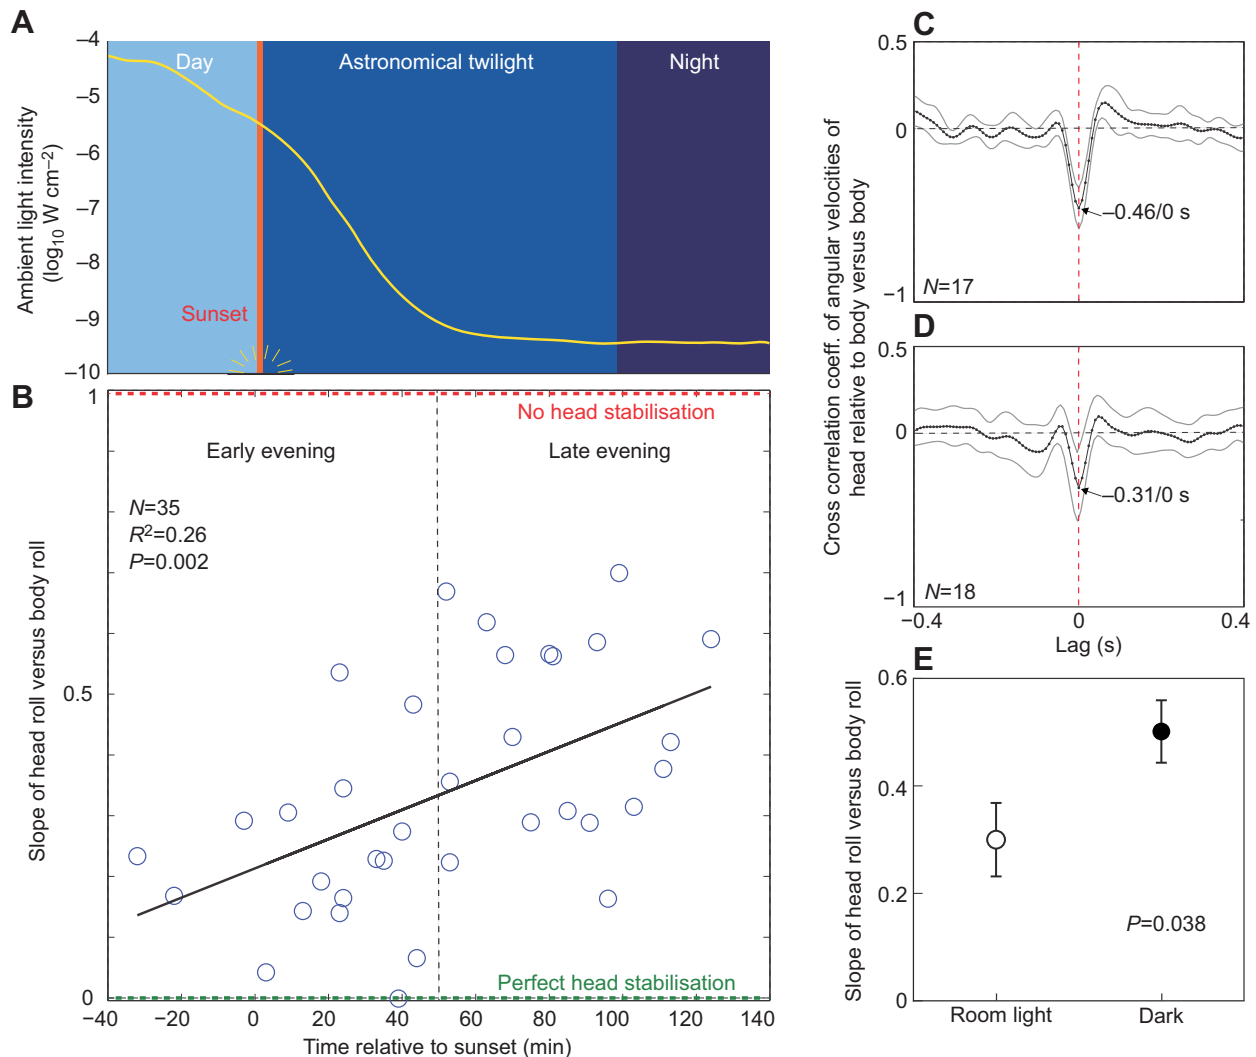 A
Ambient light intensity
(log10 W cm–2)
–4
–5
–6
–7
–8
–9
–10
Day
Astronomical twilight
Night
Sunset
B
Slope of head roll versus body roll
1
0.5
0
No head stabilisation
Early evening
Late evening
N=35
R2=0.26
P=0.002
Perfect head stabilisation
−40
−20
0
20
40
60
80
100
120
140
Time relative to sunset (min)
Cross correlation coeff. of angular velocities of
head relative to body versus body
C
0.5
0
−1
–0.46/0 s
N=17
D
0.5
0
−1
–0.31/0 s
N=18
−0.4
0
0.4
Lag (s)
E
Slope of head roll versus body roll
0.6
0.4
0.2
0
P=0.038
Room light
Dark